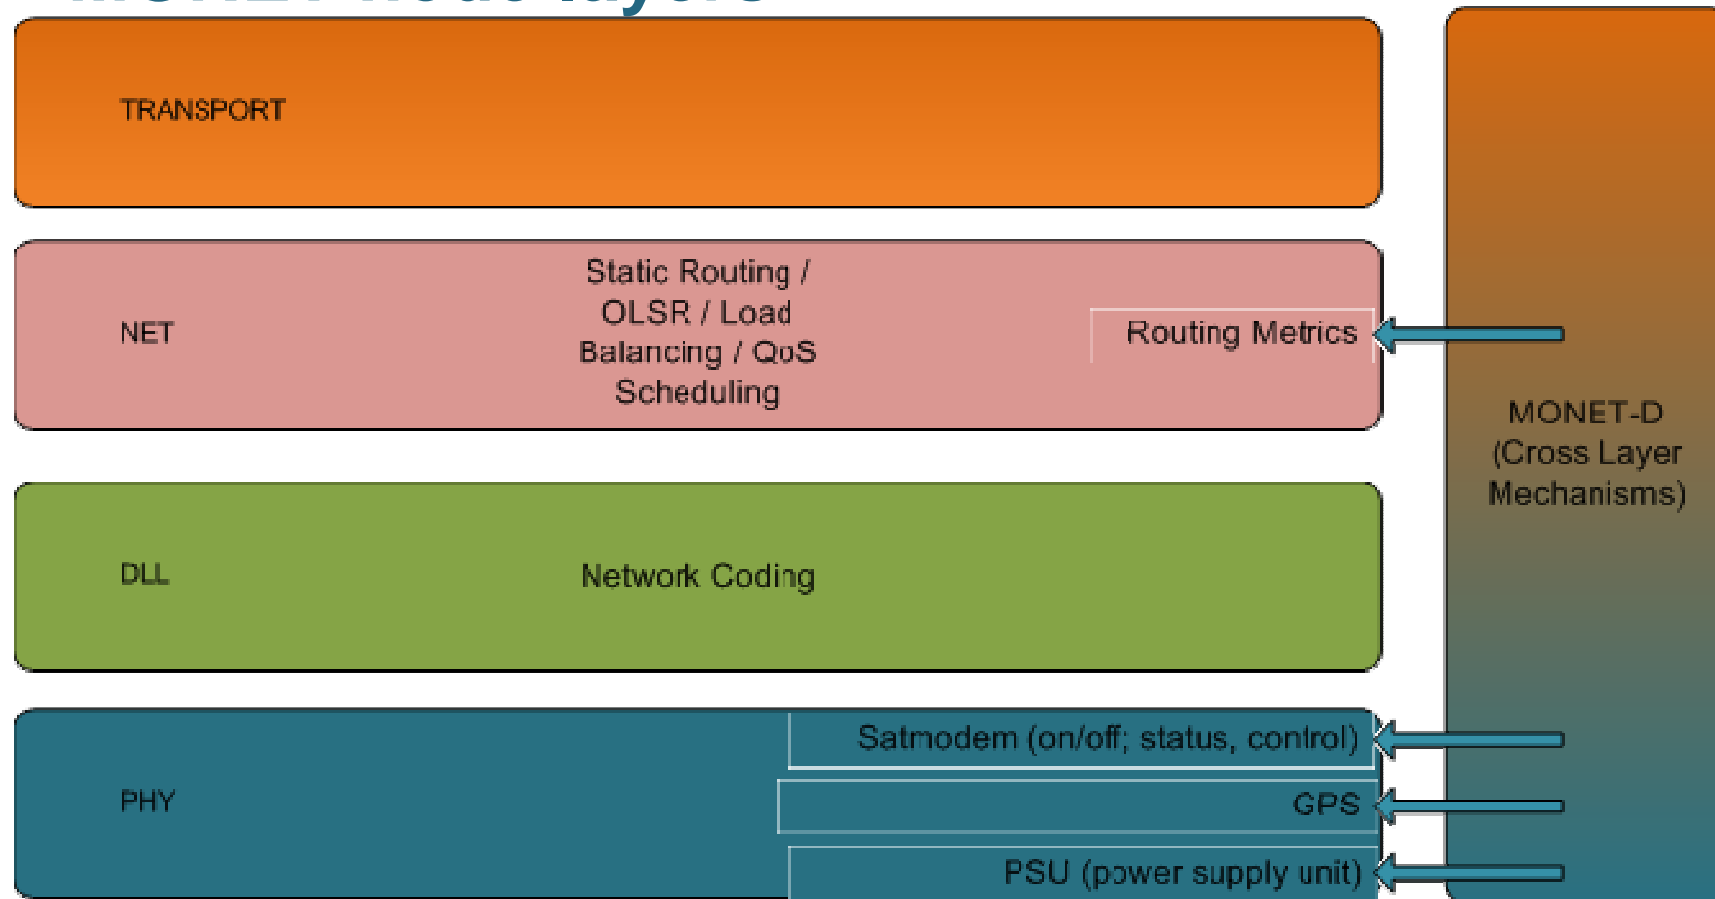 TRANSPORT
NET
Static Routing /
OLSR / Load
Balancing / QoS
Scheduling
Routing Metrics
MONET-D
(Cross Layer
Mechanisms)
DLL
Network Coding
PHY
Satmodem (on/off; status, control)
GPS
PSU (power supply unit)